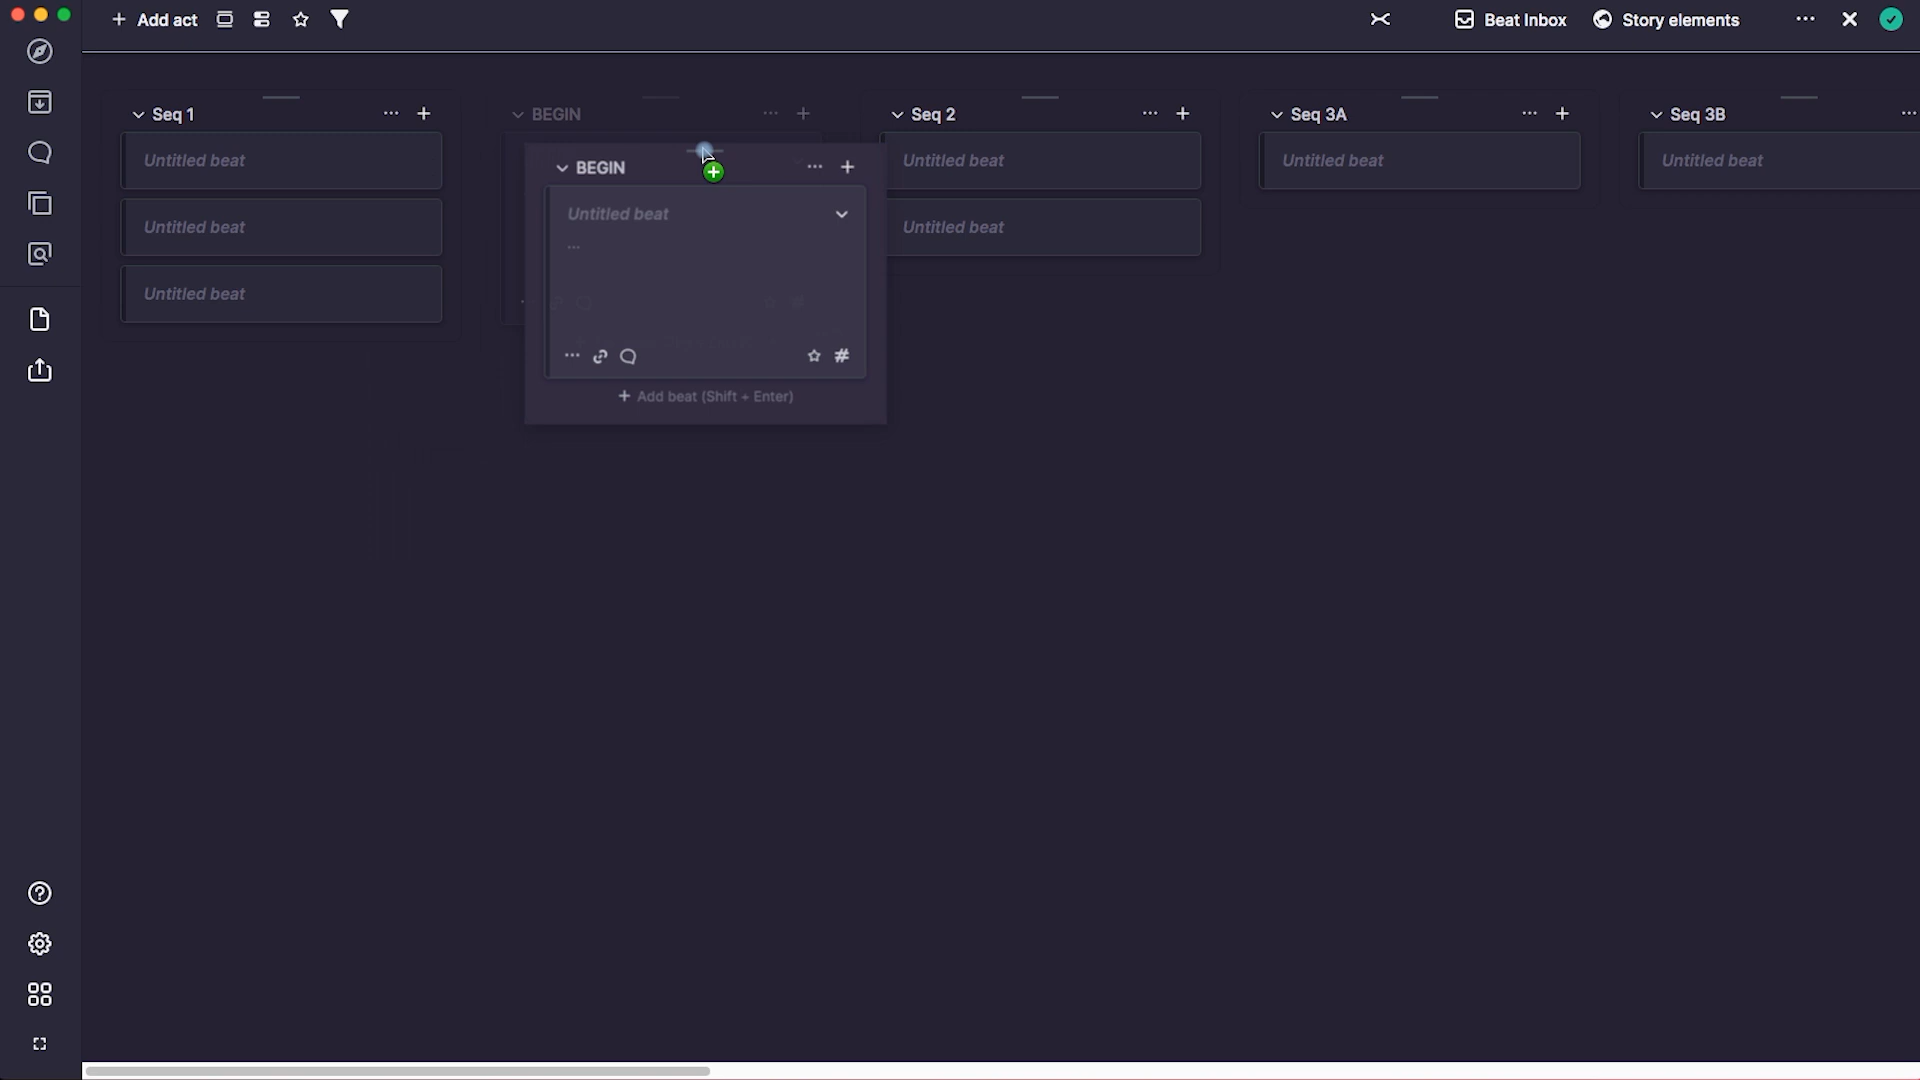 Add act
Beat Inbox
Story elements
Seq 1
BEGIN
Seq 2
Seq 3A
Seq 3B
Untitled beat
Untitled beat
Untitled beat
BEGIN
Untitled beat
Add beat (Shift + Enter)
Untitled beat
Untitled beat
Untitled beat
Untitled beat